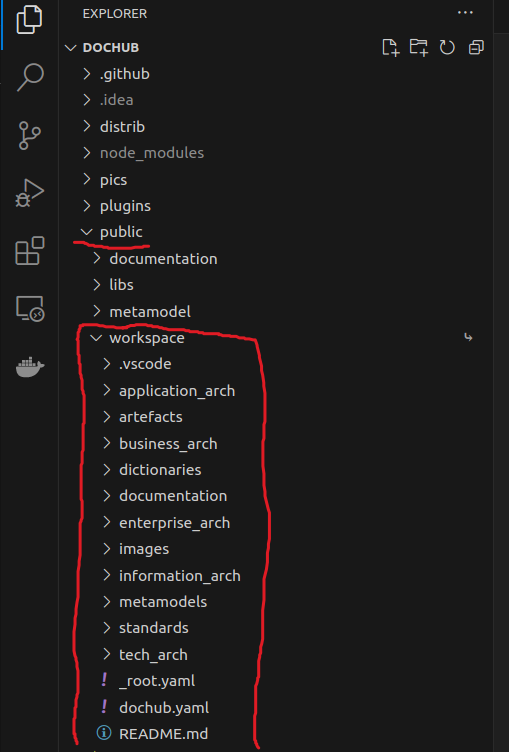 EXPLORER
DOCHUB
.github
.idea
distrib
node_modules
pics
plugins
public
documentation
libs
metamodel
workspace
.vscode
application_arch
artefacts
business_arch
dictionaries
documentation
enterprise_arch
images
information_arch
metamodels
standards
tech_arch
_root.yaml
dochub.yaml
README.md